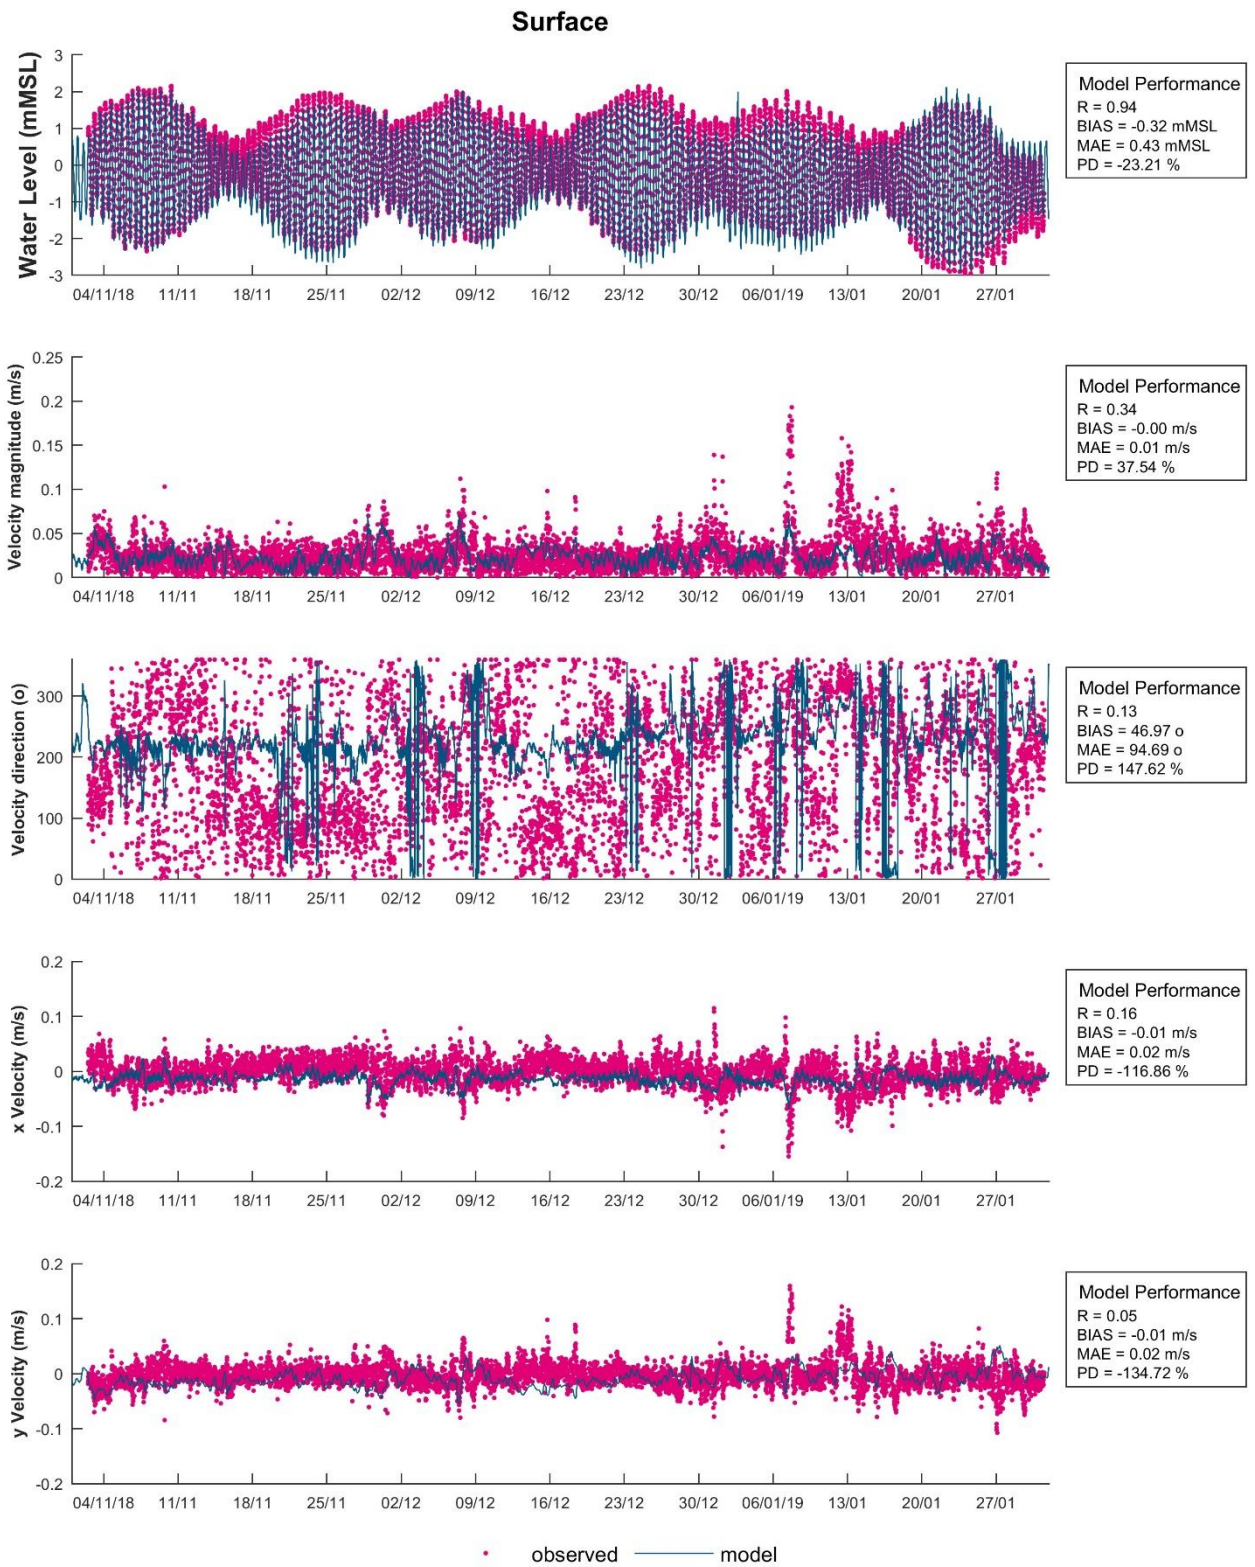 Surface
Water Level (mMSL)
3
2
1
0
-1
-2
-3
04/11/18 11/11 18/11 25/11 02/12 09/12 16/12 23/12 30/12 06/01/19 13/01 20/01 27/01
Model Performance
R = 0.94
BIAS = -0.32 mMSL
MAE = 0.43 mMSL
PD = -23.21 %
Velocity magnitude (m/s)
0.25
0.2
0.15
0.1
0.05
0
04/11/18 11/11 18/11 25/11 02/12 09/12 16/12 23/12 30/12 06/01/19 13/01 20/01 27/01
Model Performance
R = 0.34
BIAS = -0.00 m/s
MAE = 0.01 m/s
PD = 37.54 %
Velocity direction (o)
300
200
100
0
04/11/18 11/11 18/11 25/11 02/12 09/12 16/12 23/12 30/12 06/01/19 13/01 20/01 27/01
Model Performance
R = 0.13
BIAS = 46.97 o
MAE = 94.69 o
PD = 147.62 %
x Velocity (m/s)
0.2
0.1
0
-0.1
-0.2
04/11/18 11/11 18/11 25/11 02/12 09/12 16/12 23/12 30/12 06/01/19 13/01 20/01 27/01
Model Performance
R = 0.16
BIAS = -0.01 m/s
MAE = 0.02 m/s
PD = -116.86 %
y Velocity (m/s)
0.2
0.1
0
-0.1
-0.2
04/11/18 11/11 18/11 25/11 02/12 09/12 16/12 23/12 30/12 06/01/19 13/01 20/01 27/01
Model Performance
R = 0.05
BIAS = -0.01 m/s
MAE = 0.02 m/s
PD = -134.72 %
observed model